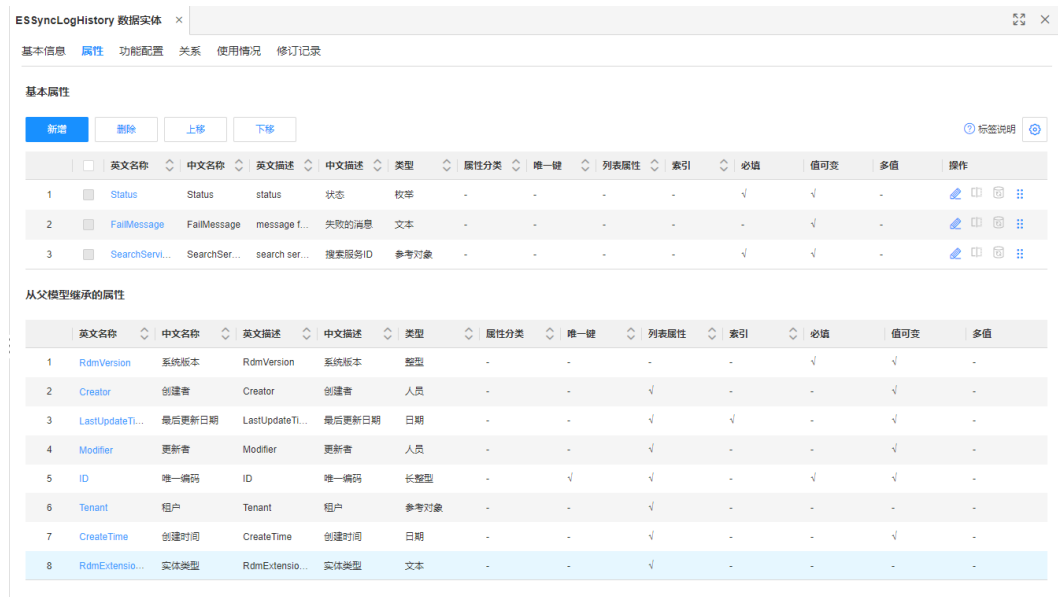 ESSyncLogHistory 数据实体 ×
基本信息 属性 功能配置 关系 使用情况 修订记录
基本属性
新增 删除 上移 下移 标签说明
英文名称 中文名称 英文描述 中文描述 类型 属性分类 唯一键 列表属性 索引 必填 值可变 多值 操作
1 Status Status status 状态 枚举 - - - - √ √ -
2 FailMessage FailMessage message f... 失败的消息 文本 - - - - - √ -
3 SearchServi... SearchSer... search ser... 搜索服务ID 参考对象 - - - - √ √ -
从父模型继承的属性
英文名称 中文名称 英文描述 中文描述 类型 属性分类 唯一键 列表属性 索引 必填 值可变 多值
1 RdmVersion 系统版本 RdmVersion 系统版本 整型 - - - - √ √ -
2 Creator 创建者 Creator 创建者 人员 - - √ - - √ -
3 LastUpdateTi... 最后更新日期 LastUpdateTi... 最后更新日期 日期 - - √ √ - √ -
4 Modifier 更新者 Modifier 更新者 人员 - - √ - - √ -
5 ID 唯一编码 ID 唯一编码 长整型 - √ √ - √ √ -
6 Tenant 租户 Tenant 租户 参考对象 - - √ - - - -
7 CreateTime 创建时间 CreateTime 创建时间 日期 - - √ - - √ -
8 RdmExtensio... 实体类型 RdmExtensio... 实体类型 文本 - - √ - - - -